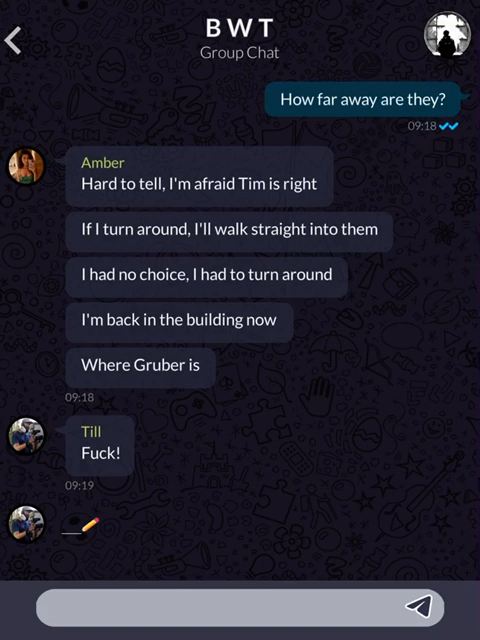 B W T
Group Chat
How far away are they?
09:18
Amber
Hard to tell, I'm afraid Tim is right
If I turn around, I'll walk straight into them
I had no choice, I had to turn around
I'm back in the building now
Where Gruber is
09:18
Till
Fuck!
09:19